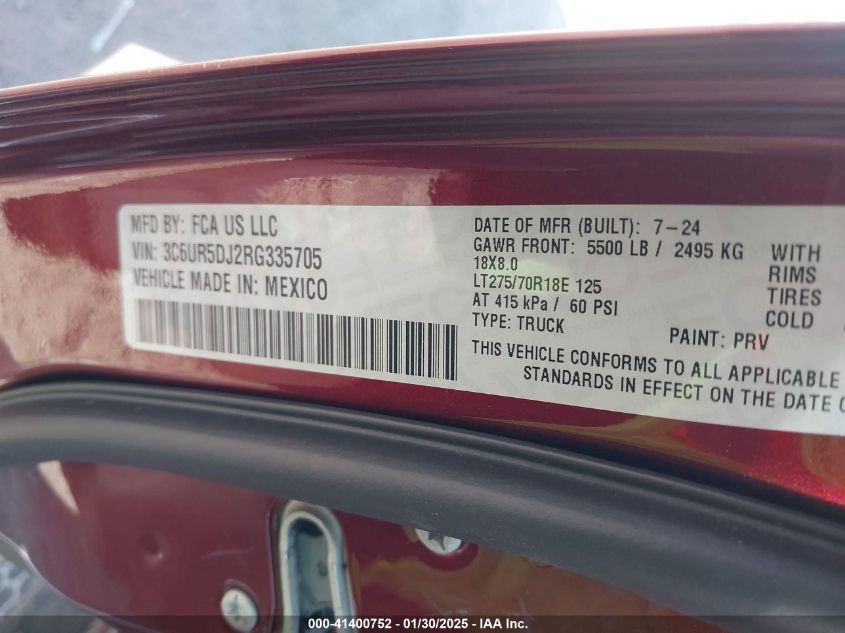 MFD BY: FCA US LLC
VIN: 3C6UR5DJ2RG335705
VEHICLE MADE IN: MEXICO
DATE OF MFR (BUILT): 7-24
GAWR FRONT: 5500 LB / 2495 KG WITH
18X8.0 RIMS
LT275/70R18E 125 TIRES
AT 415 kPa / 60 PSI COLD
TYPE: TRUCK PAINT: PRV
THIS VEHICLE CONFORMS TO ALL APPLICABLE
STANDARDS IN EFFECT ON THE DATE
000-41400752 - 01/30/2025 - IAA Inc.